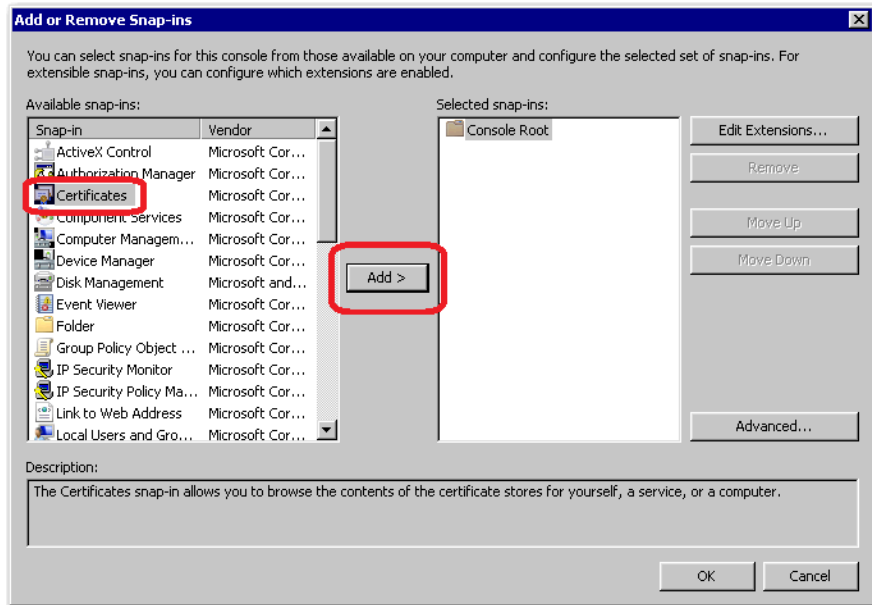 Add or Remove Snap-ins
You can select snap-ins for this console from those available on your computer and configure the selected set of snap-ins. For
extensible snap-ins, you can configure which extensions are enabled.
Available snap-ins:
Snap-in Vendor
ActiveX Control Microsoft Cor...
Authorization Manager Microsoft Cor...
Certificates Microsoft Cor...
Component Services Microsoft Cor...
Computer Managem... Microsoft Cor...
Device Manager Microsoft Cor...
Disk Management Microsoft and...
Event Viewer Microsoft Cor...
Folder Microsoft Cor...
Group Policy Object ... Microsoft Cor...
IP Security Monitor Microsoft Cor...
IP Security Policy Ma... Microsoft Cor...
Link to Web Address Microsoft Cor...
Local Users and Gro... Microsoft Cor...
Add >
Selected snap-ins:
Console Root
Edit Extensions...
Remove
Move Up
Move Down
Advanced...
Description:
The Certificates snap-in allows you to browse the contents of the certificate stores for yourself, a service, or a computer.
OK Cancel